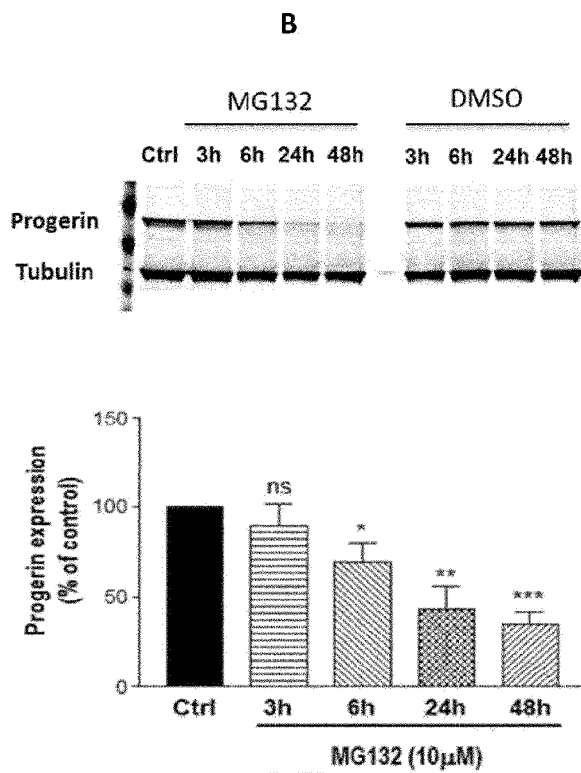 B
MG132 DMSO
Ctrl 3h 6h 24h 48h 3h 6h 24h 48h
Progerin
Tubulin
Progerin expression
(% of control)
150
100
50
0
ns
*
**
***
Ctrl 3h 6h 24h 48h
MG132 (10µM)